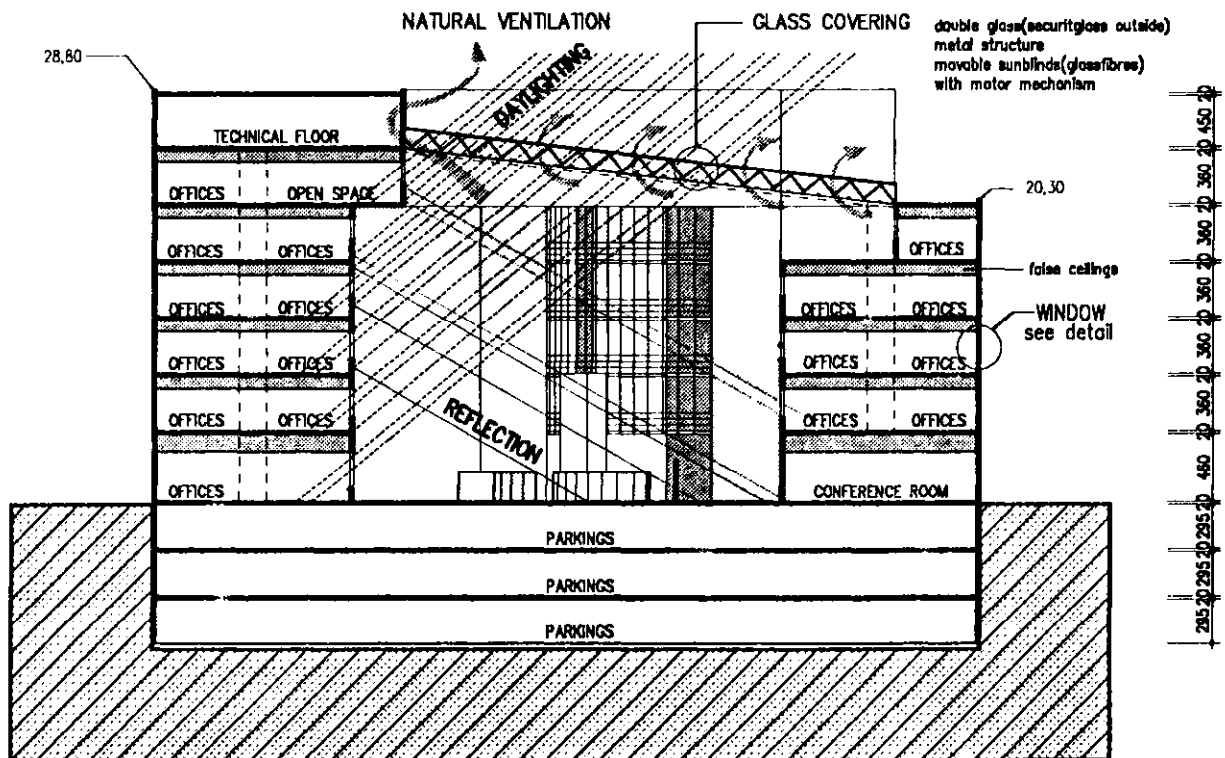 NATURAL VENTILATION
GLASS COVERING
double glass(securitglass outside)
metal structure
movable sunblinds(glassfibres)
with motor mechanism
28,80
DAYLIGHTING
TECHNICAL FLOOR
OFFICES OPEN SPACE
20,30
OFFICES OFFICES
OFFICES
false ceilings
OFFICES OFFICES
OFFICES OFFICES
WINDOW
see detail
OFFICES OFFICES
OFFICES OFFICES
OFFICES OFFICES
OFFICES OFFICES
REFLECTION
OFFICES
CONFERENCE ROOM
PARKINGS
PARKINGS
PARKINGS
20
450
20
360
20
360
20
360
20
360
20
360
20
460
20
295
20
295
20
295